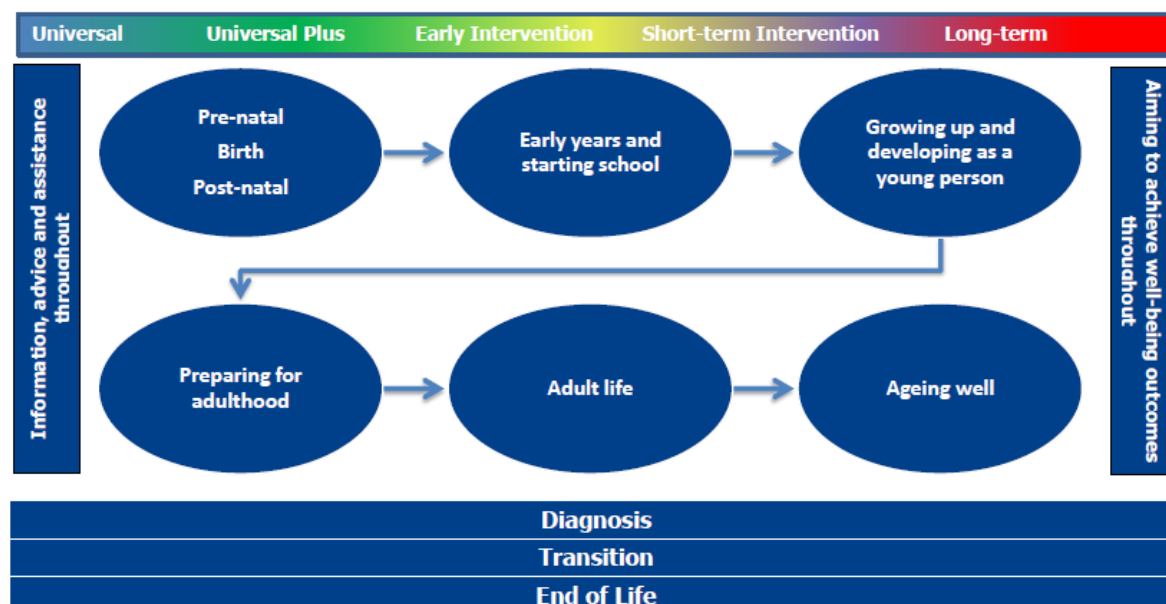 Universal
Universal Plus
Early Intervention
Short-term Intervention
Long-term
Information, advice and assistance
throughout
Pre-natal
Birth
Post-natal
Early years and
starting school
Growing up and
developing as a
young person
Aiming to achieve well-being outcomes
throughout
Preparing for
adulthood
Adult life
Ageing well
Diagnosis
Transition
End of Life